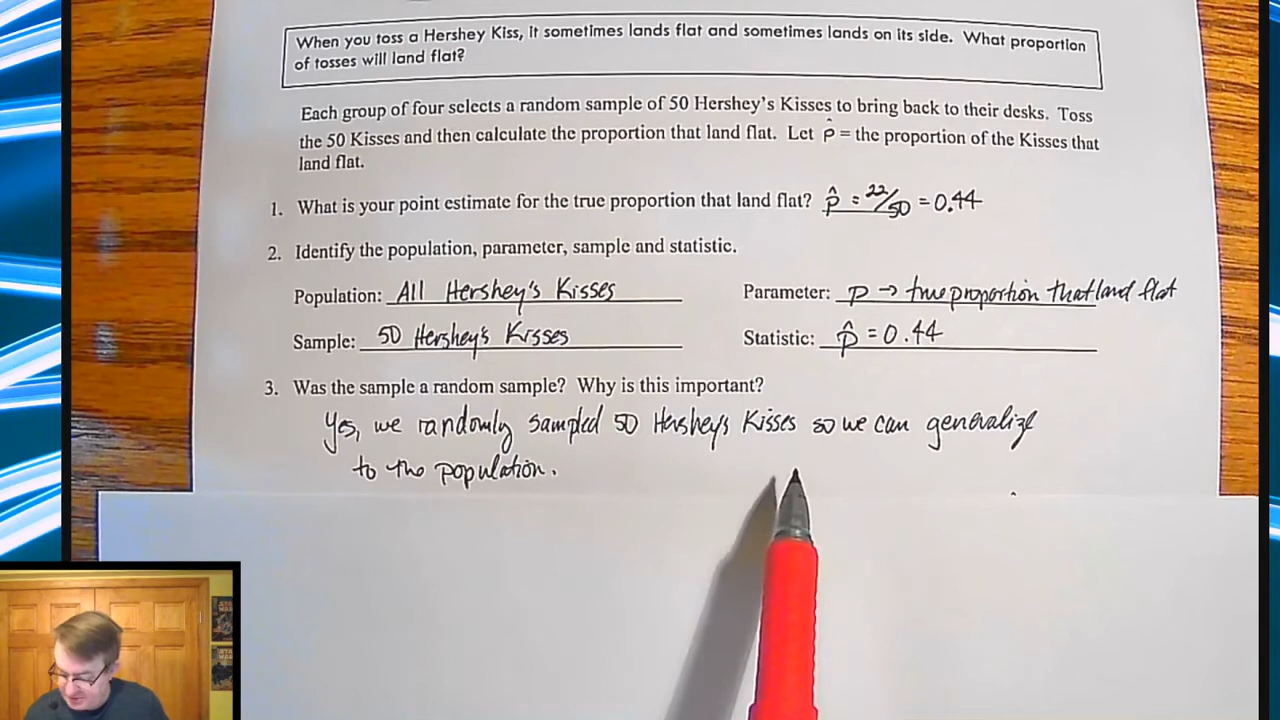 When you toss a Hershey Kiss, it sometimes lands flat and sometimes lands on its side. What proportion
of tosses will land flat?
Each group of four selects a random sample of 50 Hershey's Kisses to bring back to their desks. Toss
the 50 Kisses and then calculate the proportion that land flat. Let p̂ = the proportion of the Kisses that
land flat.
1. What is your point estimate for the true proportion that land flat? p̂ = 22/50 = 0.44
2. Identify the population, parameter, sample and statistic.
Population: All Hershey's Kisses Parameter: p → true proportion that land flat
Sample: 50 Hershey's Kisses Statistic: p̂ = 0.44
3. Was the sample a random sample? Why is this important?
Yes, we randomly sampled 50 Hershey's Kisses so we can generalize
to the population.
STAR WARS